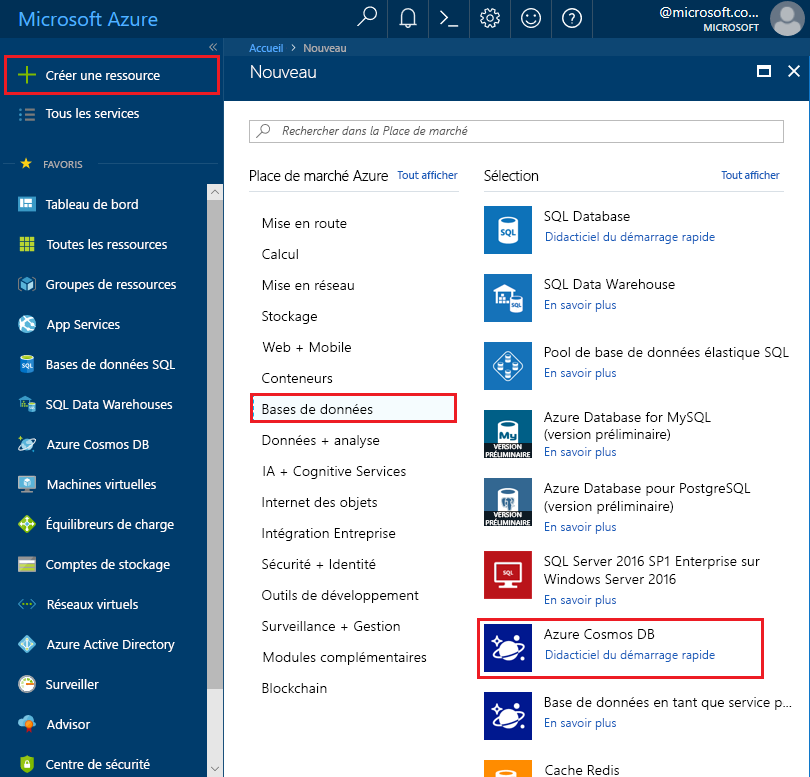 Microsoft Azure
@microsoft.co...
MICROSOFT
Créer une ressource
Tous les services
FAVORIS
Tableau de bord
Toutes les ressources
Groupes de ressources
App Services
Bases de données SQL
SQL Data Warehouses
Azure Cosmos DB
Machines virtuelles
Équilibreurs de charge
Comptes de stockage
Réseaux virtuels
Azure Active Directory
Surveiller
Advisor
Centre de sécurité
Accueil > Nouveau
Nouveau
Rechercher dans la Place de marché
Place de marché Azure Tout afficher
Mise en route
Calcul
Mise en réseau
Stockage
Web + Mobile
Conteneurs
Bases de données
Données + analyse
IA + Cognitive Services
Internet des objets
Intégration Entreprise
Sécurité + Identité
Outils de développement
Surveillance + Gestion
Modules complémentaires
Blockchain
Sélection Tout afficher
SQL
SQL Database
Didacticiel du démarrage rapide
SQL
SQL Data Warehouse
En savoir plus
Pool de base de données élastique SQL
En savoir plus
My
VERSION
PRÉLIMINAIRE
Azure Database for MySQL
(version préliminaire)
En savoir plus
VERSION
PRÉLIMINAIRE
Azure Database pour PostgreSQL
(version préliminaire)
En savoir plus
SQL
SQL Server 2016 SP1 Enterprise sur
Windows Server 2016
En savoir plus
Azure Cosmos DB
Didacticiel du démarrage rapide
Base de données en tant que service p...
En savoir plus
Cache Redis